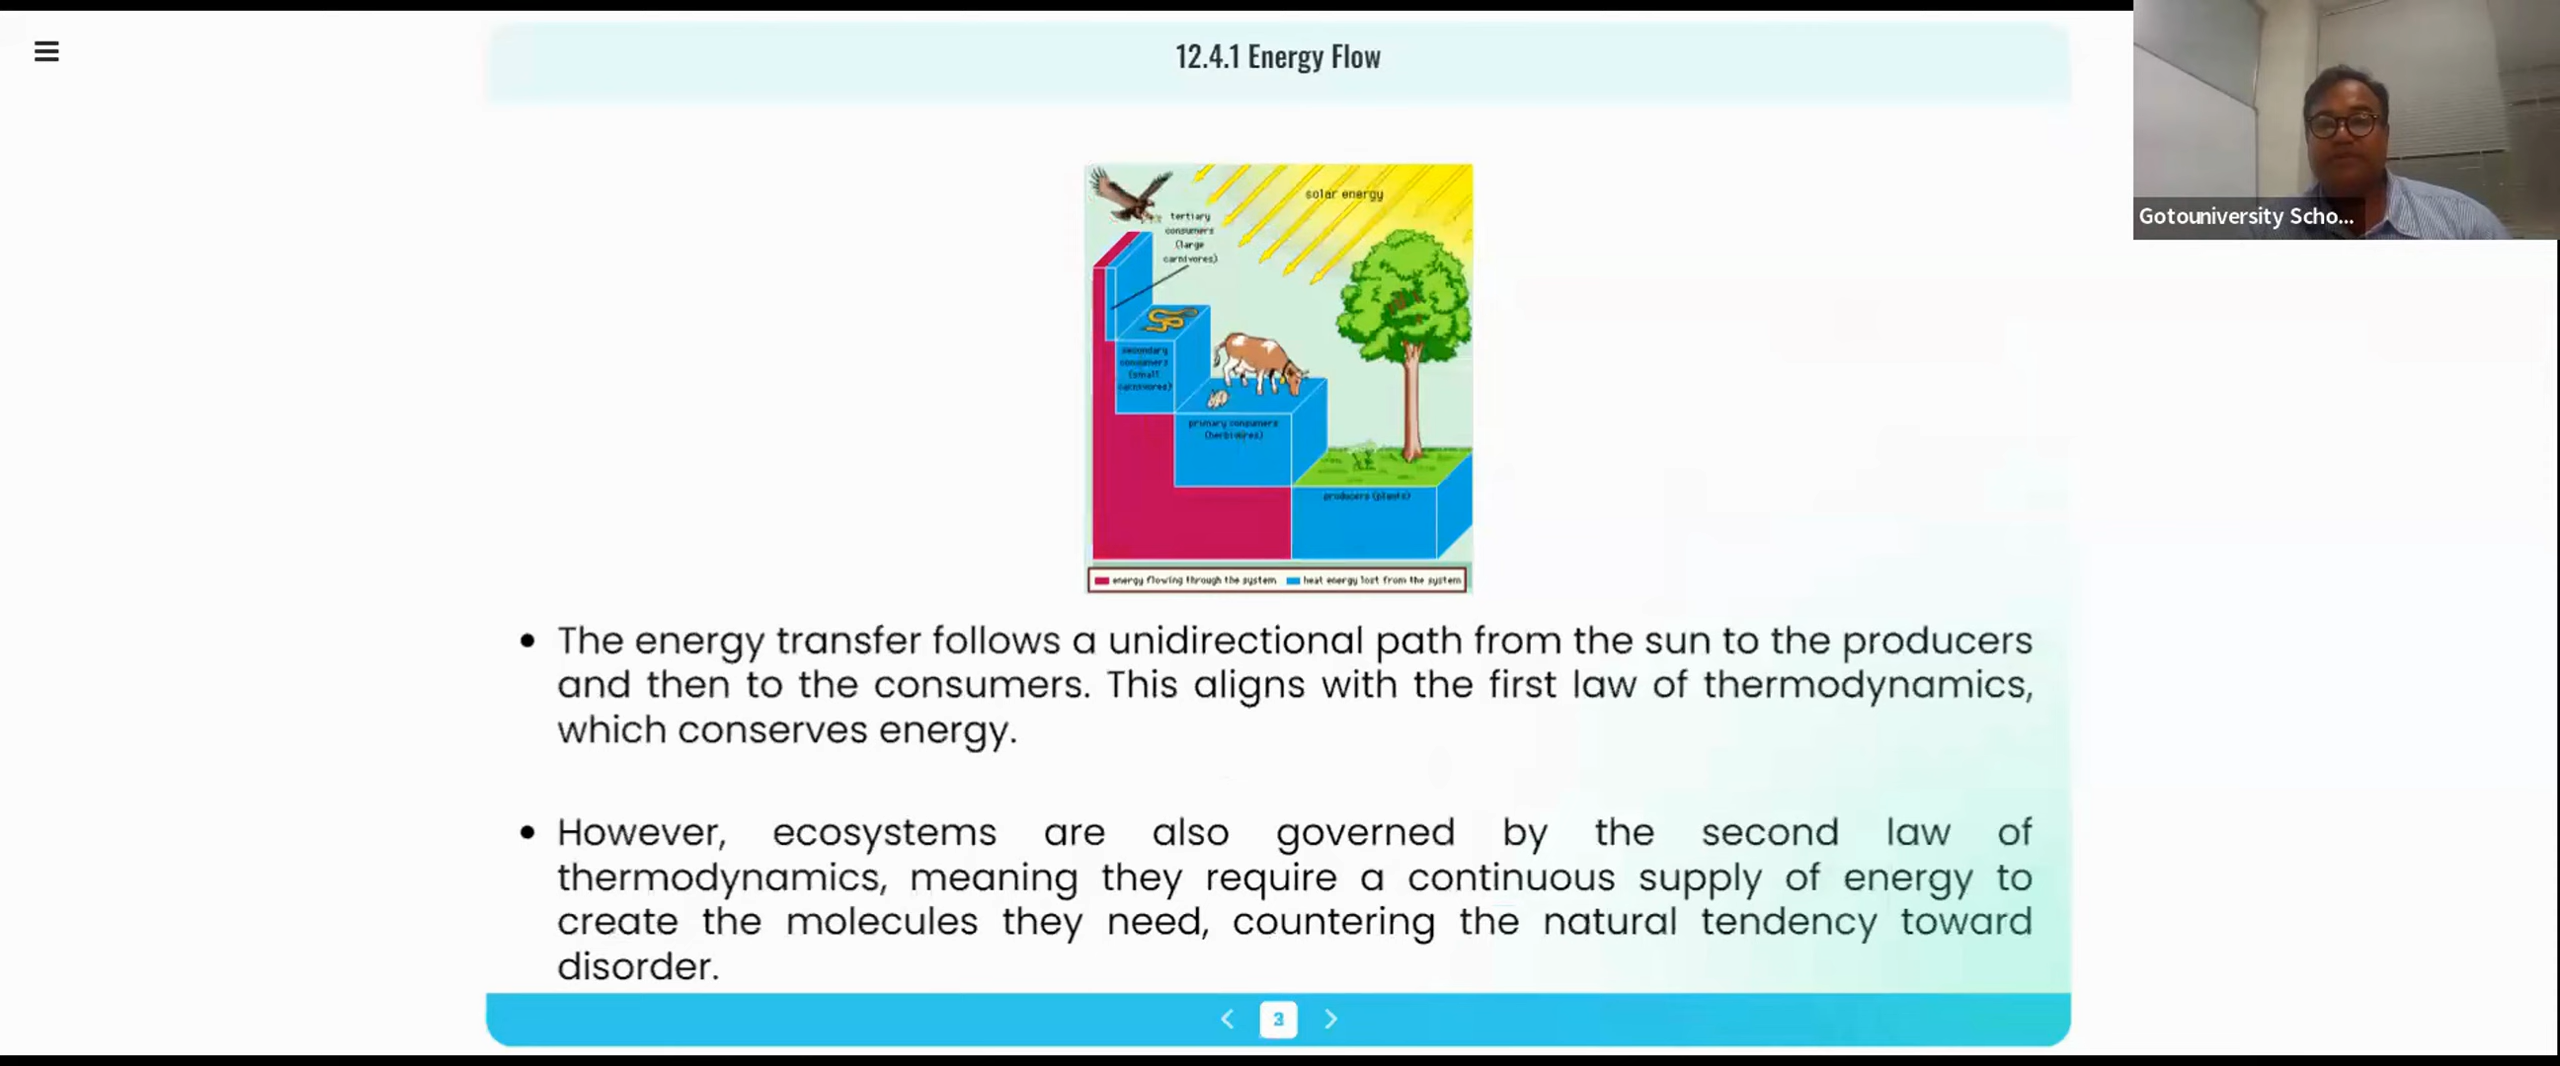 12.4.1 Energy Flow
Gotouniversity Scho...
solar energy
tertiary
consumers
(large
carnivores)
secondary
consumers
(small
carnivores)
primary consumers
(herbivores)
producers (plants)
energy flowing through the system heat energy lost from the system
• The energy transfer follows a unidirectional path from the sun to the producers
and then to the consumers. This aligns with the first law of thermodynamics,
which conserves energy.
• However, ecosystems are also governed by the second law of
thermodynamics, meaning they require a continuous supply of energy to
create the molecules they need, countering the natural tendency toward
disorder.
< 3 >